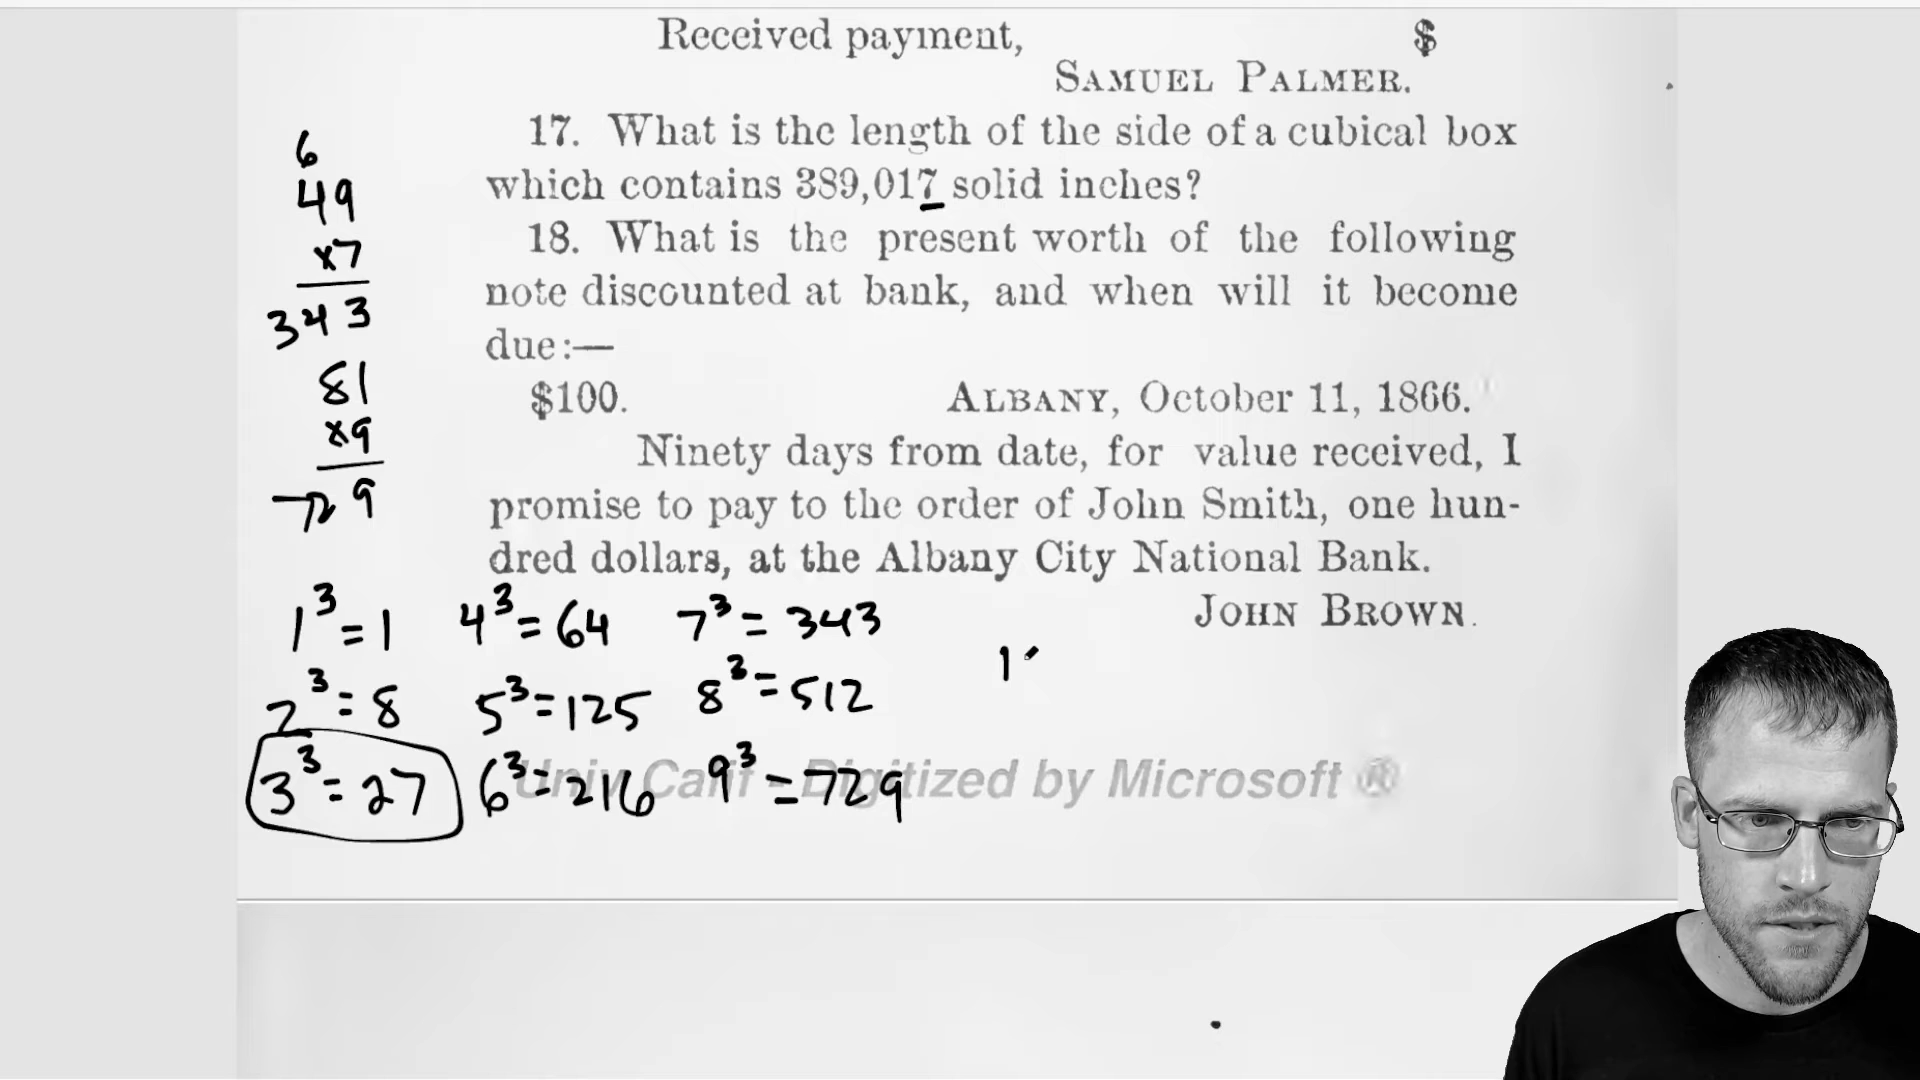 Received payment, $
SAMUEL PALMER.
17. What is the length of the side of a cubical box
which contains 389,017 solid inches?
18. What is the present worth of the following
note discounted at bank, and when will it become
due:—
$100. ALBANY, October 11, 1866.
Ninety days from date, for value received, I
promise to pay to the order of John Smith, one hun-
dred dollars, at the Albany City National Bank.
JOHN BROWN.
6
49
x7
343
81
x9
729
1³=1 4³=64 7³=343
2³=8 5³=125 8³=512
3³=27 6³=216 9³=729
1
Univ Calif - Digitized by Microsoft ®